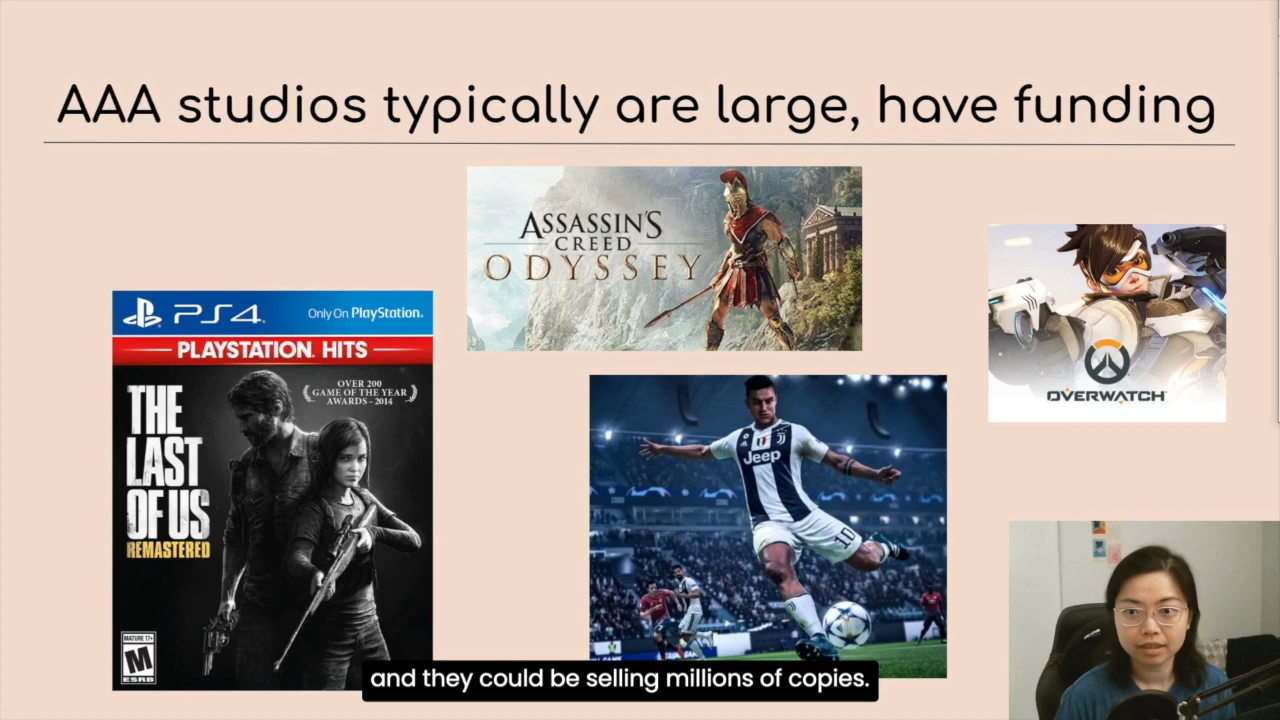 AAA studios typically are large, have funding
ASSASSIN'S
CREED
ODYSSEY
OVERWATCH
PS4
Only On PlayStation
PLAYSTATION HITS
OVER 200
GAME OF THE YEAR
AWARDS - 2014
THE
LAST
OF US
REMASTERED
MATURE 17+
M
ESRB
Jeep
10
and they could be selling millions of copies.